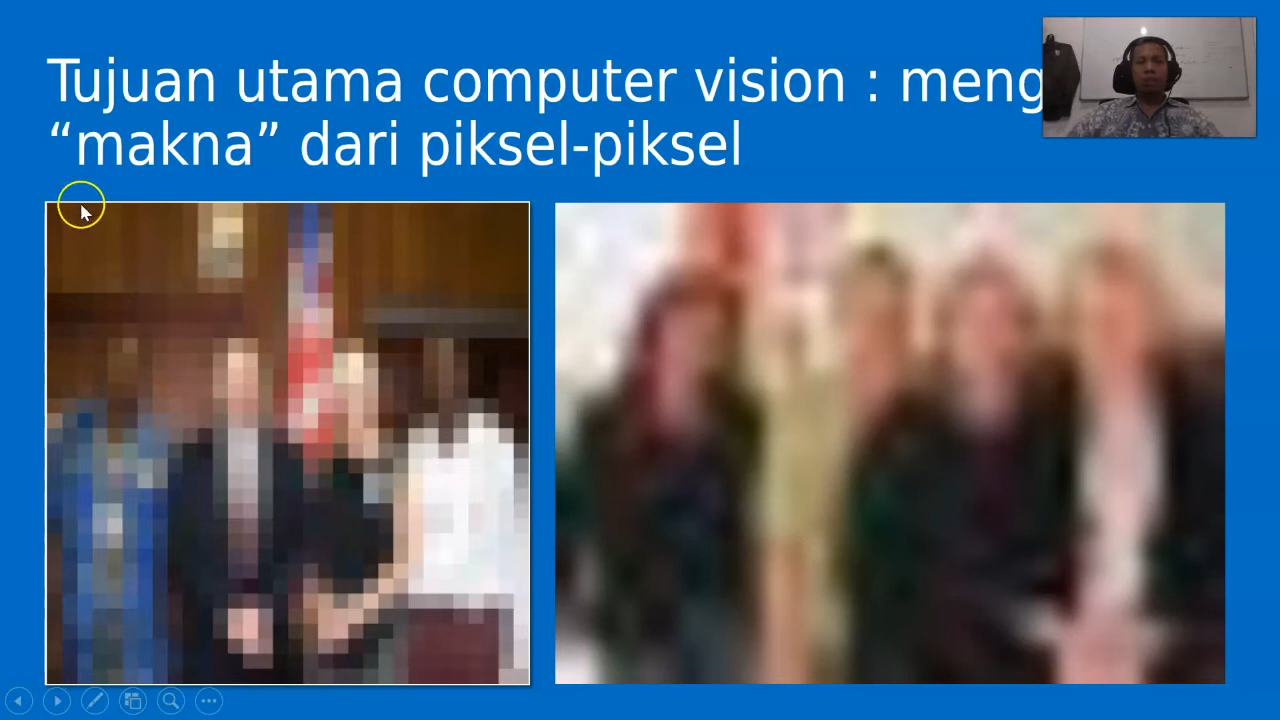 Tujuan utama computer vision : meng
“makna” dari piksel-piksel